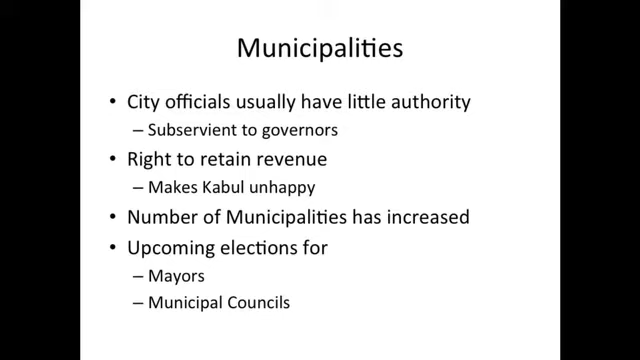 Municipalities
• City officials usually have little authority
– Subservient to governors
• Right to retain revenue
– Makes Kabul unhappy
• Number of Municipalities has increased
• Upcoming elections for
– Mayors
– Municipal Councils